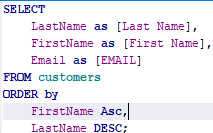 SELECT
LastName as [Last Name],
FirstName as [First Name],
Email as [EMAIL]
FROM customers
ORDER by
FirstName Asc,
LastName DESC;